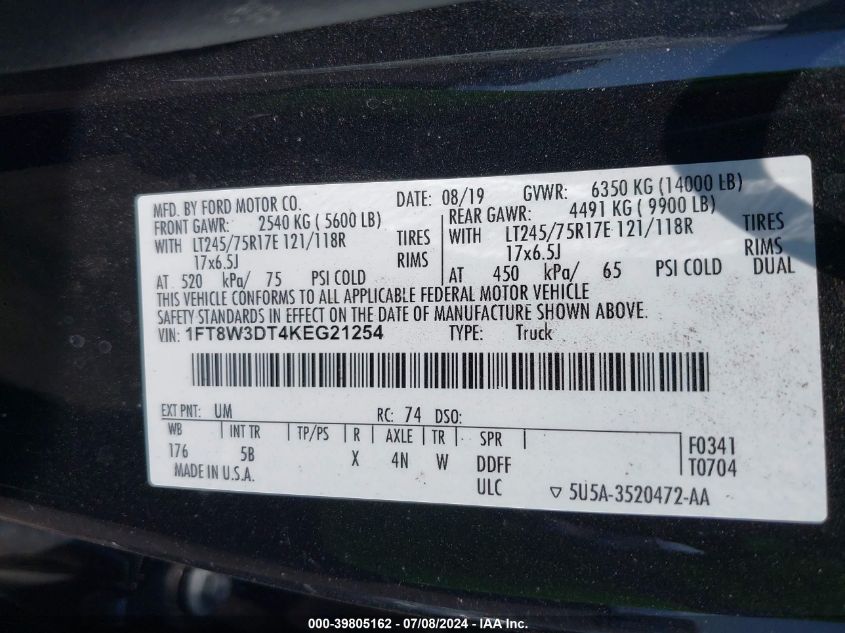 MFD. BY FORD MOTOR CO. DATE: 08/19 GVWR: 6350 KG (14000 LB)
FRONT GAWR: 2540 KG ( 5600 LB) REAR GAWR: 4491 KG ( 9900 LB)
WITH LT245/75R17E 121/118R TIRES WITH LT245/75R17E 121/118R TIRES
17x6.5J RIMS 17x6.5J RIMS
AT 520 kPa/ 75 PSI COLD AT 450 kPa/ 65 PSI COLD DUAL
THIS VEHICLE CONFORMS TO ALL APPLICABLE FEDERAL MOTOR VEHICLE
SAFETY STANDARDS IN EFFECT ON THE DATE OF MANUFACTURE SHOWN ABOVE.
VIN: 1FT8W3DT4KEG21254 TYPE: Truck
EXT PNT: UM RC: 74 DSO:
WB INT TR TP/PS R AXLE TR SPR F0341
176 5B X 4N W DDFF T0704
MADE IN U.S.A. ULC ▽ 5U5A-3520472-AA
000-39805162 - 07/08/2024 - IAA Inc.